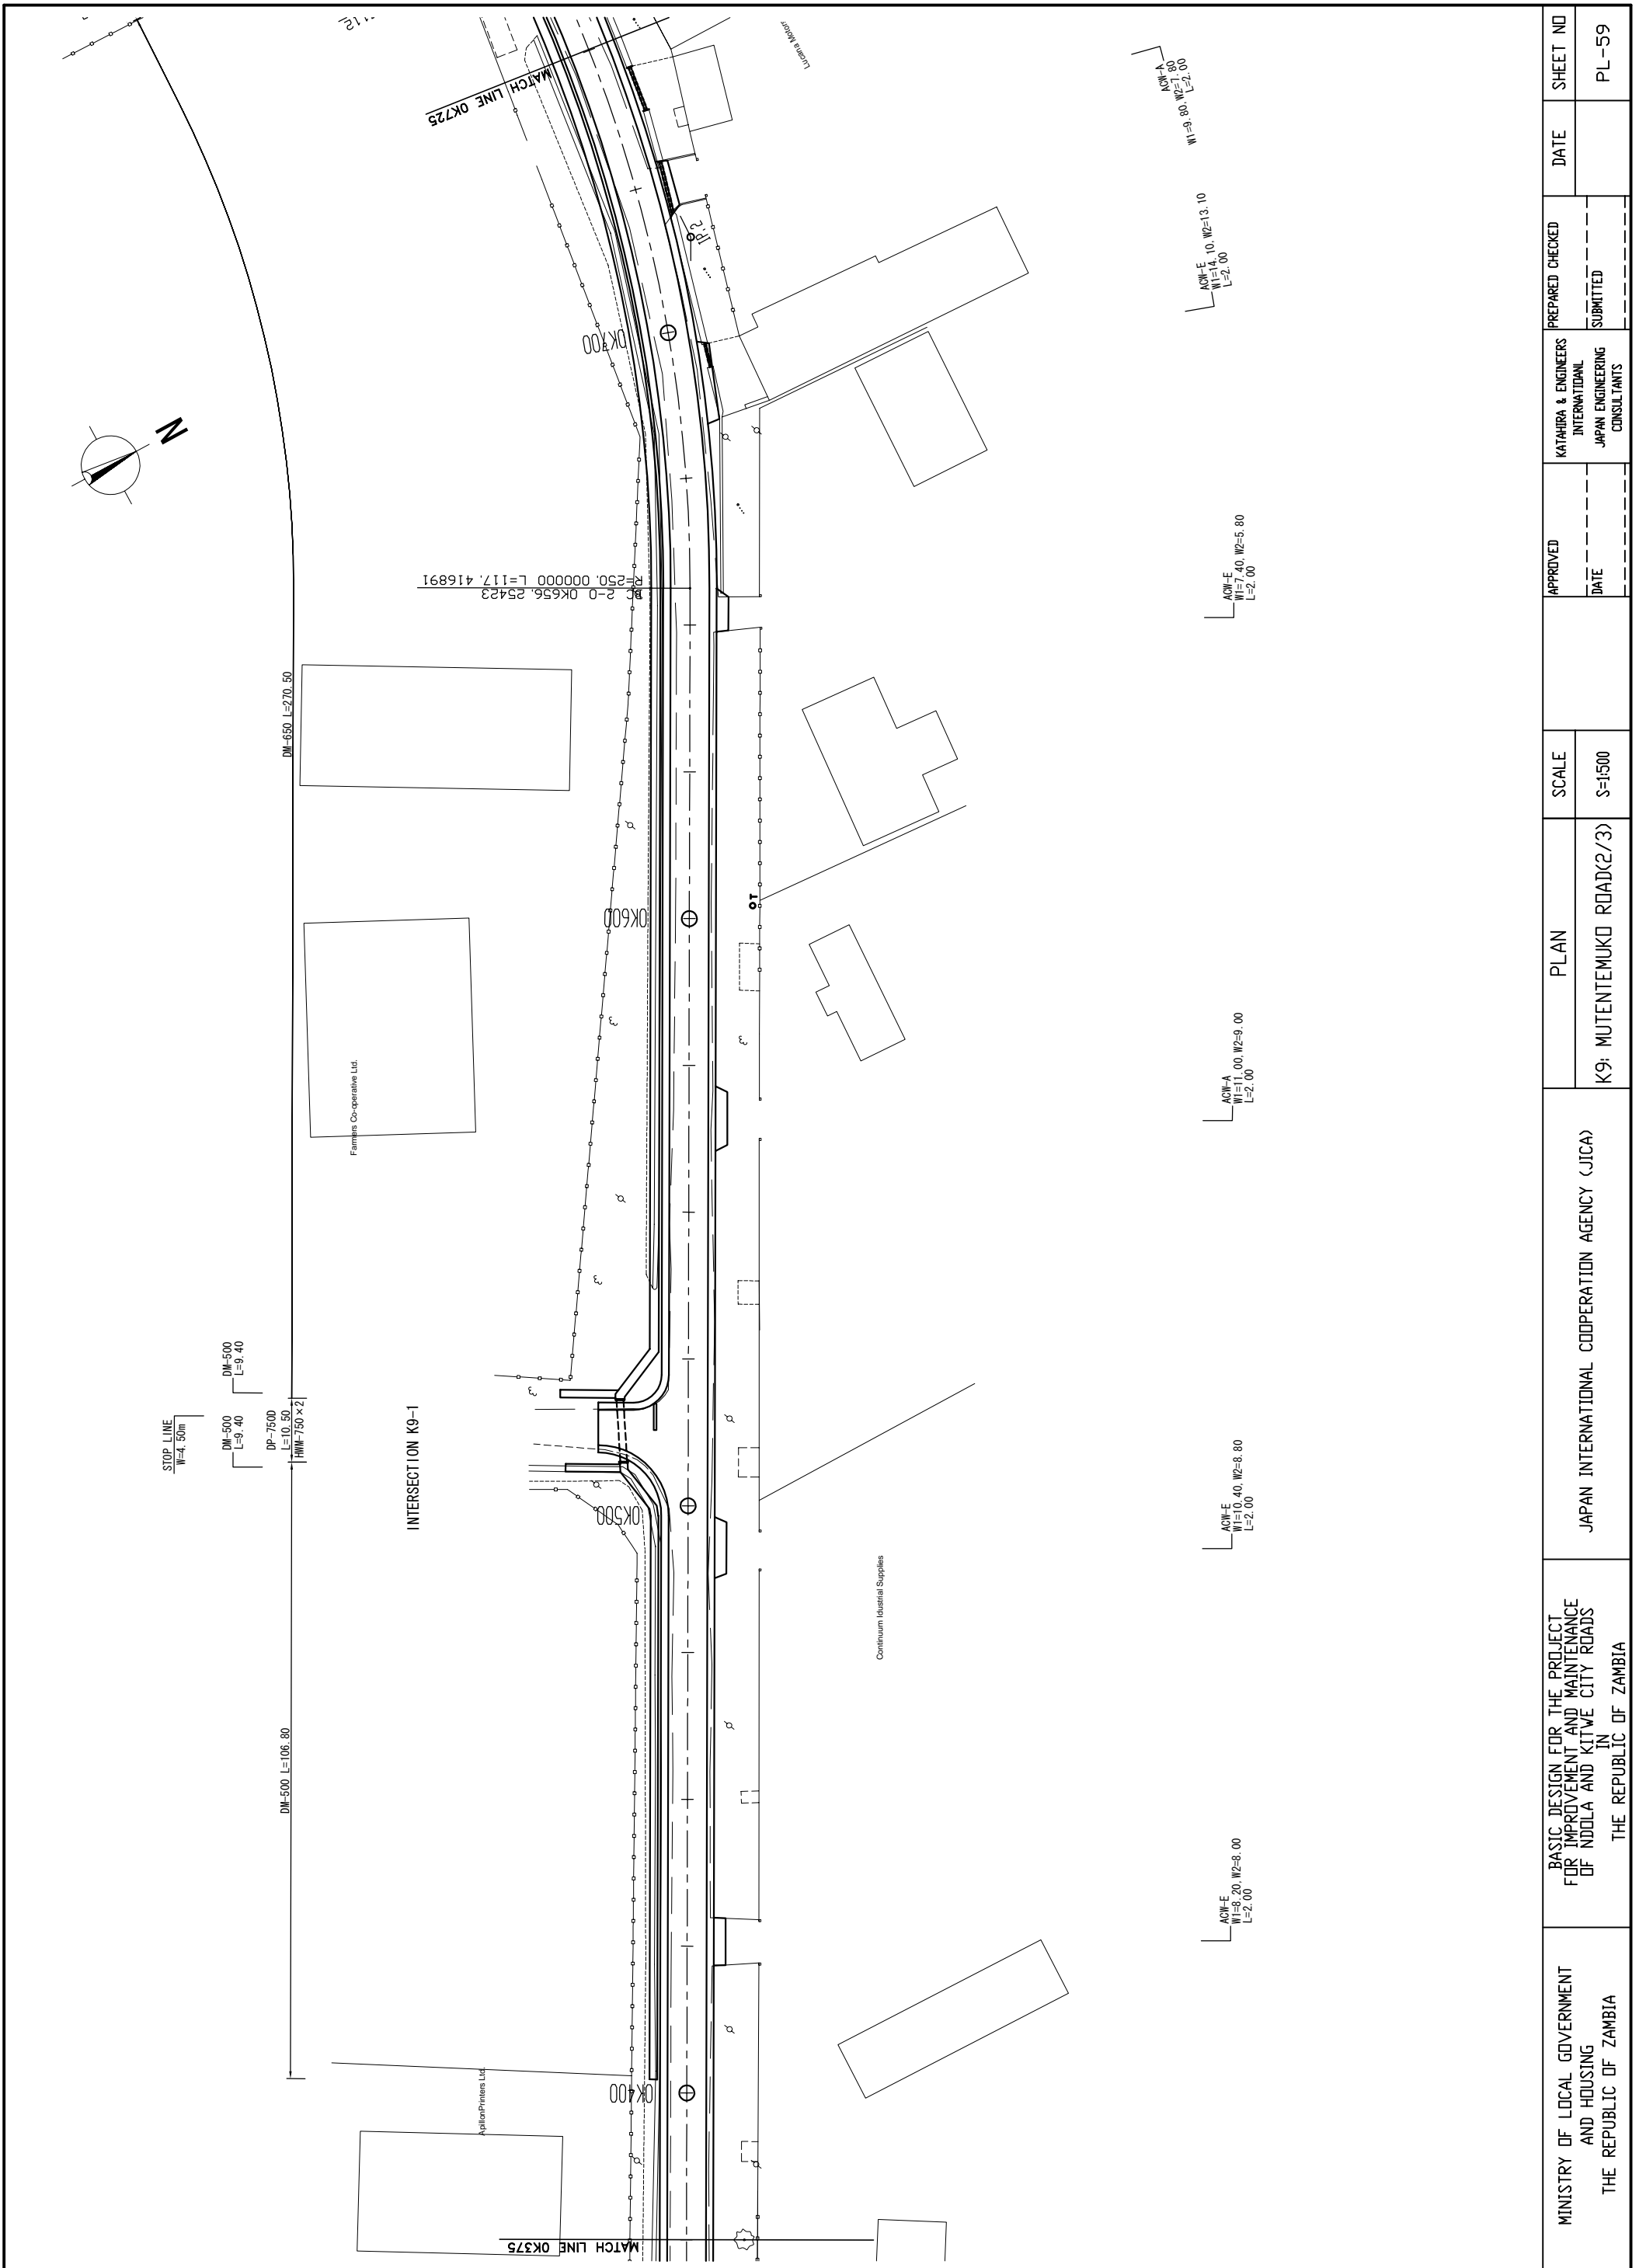 MATCH LINE 0K375
MATCH LINE 0K725
N
0K400
0K500
0K600
0K700
IP.2
BC 2-0 0K656.25423
R=250.000000 L=117.416891
DM-500 L=106.80
DP-750D
L=10.50
HWM-750×2
DM-500
L=9.40
DM-500
L=9.40
STOP LINE
W=4.50m
DM-650 L=270.50
INTERSECTION K9-1
ApillonPrinters Ltd.
Farmers Co-operative Ltd.
Continuum Idustrial Supplies
Lucana Motors
ACW-E
W1=8.20, W2=8.00
L=2.00
ACW-E
W1=10.40, W2=8.80
L=2.00
ACW-A
W1=11.00, W2=9.00
L=2.00
ACW-E
W1=7.40, W2=5.80
L=2.00
ACW-E
W1=14.10, W2=13.10
L=2.00
ACW-A
W1=9.80, W2=7.80
L=2.00
MINISTRY OF LOCAL GOVERNMENT
AND HOUSING
THE REPUBLIC OF ZAMBIA
BASIC DESIGN FOR THE PROJECT
FOR IMPROVEMENT AND MAINTENANCE
OF NDOLA AND KITWE CITY ROADS
IN
THE REPUBLIC OF ZAMBIA
JAPAN INTERNATIONAL COOPERATION AGENCY (JICA)
PLAN
K9: MUTENTEMUKO ROAD(2/3)
SCALE
S=1:500
APPROVED
DATE
KATAHIRA & ENGINEERS
INTERNATIOANL
JAPAN ENGINEERING
CONSULTANTS
PREPARED CHECKED
SUBMITTED
DATE
SHEET NO
PL-59